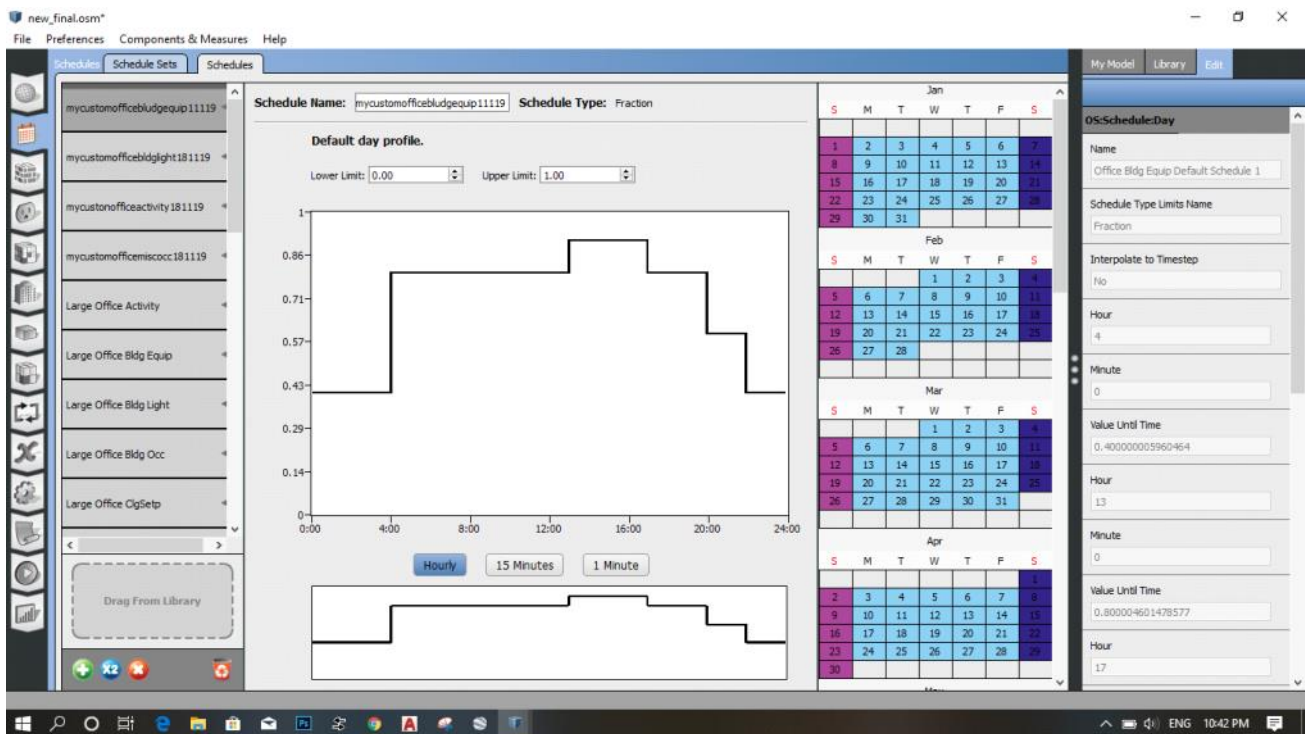 new_final.osm*
File Preferences Components & Measures Help
Schedules Schedule Sets Schedules
My Model Library Edit
mycustomofficebludgequip11119
mycustomofficebldglight181119
mycustonofficeactivity181119
mycustomofficemiscocc181119
Large Office Activity
Large Office Bldg Equip
Large Office Bldg Light
Large Office Bldg Occ
Large Office ClgSetp
Drag From Library
X2
Schedule Name: mycustomofficebludgequip11119 Schedule Type: Fraction
Default day profile.
Lower Limit: 0.00 Upper Limit: 1.00
1
0.86
0.71
0.57
0.43
0.29
0.14
0
0:00 4:00 8:00 12:00 16:00 20:00 24:00
Hourly 15 Minutes 1 Minute
Jan
S M T W T F S
1 2 3 4 5 6 7
8 9 10 11 12 13 14
15 16 17 18 19 20 21
22 23 24 25 26 27 28
29 30 31
Feb
S M T W T F S
1 2 3 4
5 6 7 8 9 10 11
12 13 14 15 16 17 18
19 20 21 22 23 24 25
26 27 28
Mar
S M T W T F S
1 2 3 4
5 6 7 8 9 10 11
12 13 14 15 16 17 18
19 20 21 22 23 24 25
26 27 28 29 30 31
Apr
S M T W T F S
1
2 3 4 5 6 7 8
9 10 11 12 13 14 15
16 17 18 19 20 21 22
23 24 25 26 27 28 29
30
OS:Schedule:Day
Name
Office Bldg Equip Default Schedule 1
Schedule Type Limits Name
Fraction
Interpolate to Timestep
No
Hour
4
Minute
0
Value Until Time
0.400000005960464
Hour
13
Minute
0
Value Until Time
0.800004601478577
Hour
17
ENG 10:42 PM